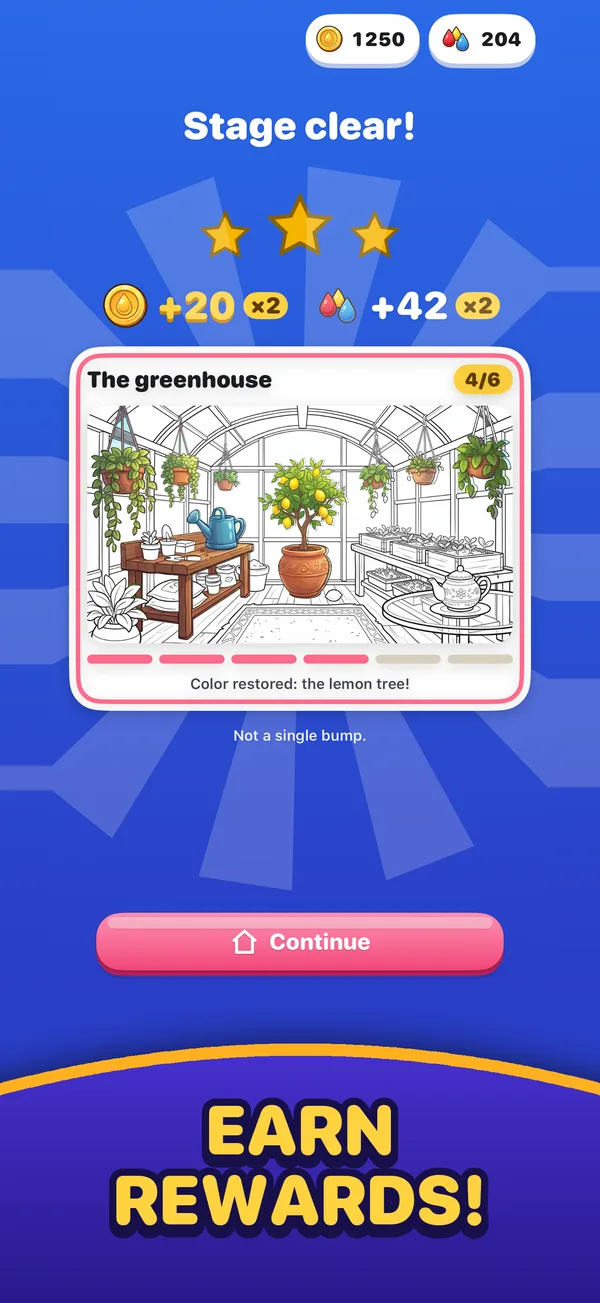 1250 204
Stage clear!
+20 ×2 +42 ×2
The greenhouse 4/6
Color restored: the lemon tree!
Not a single bump.
Continue
EARN
REWARDS!